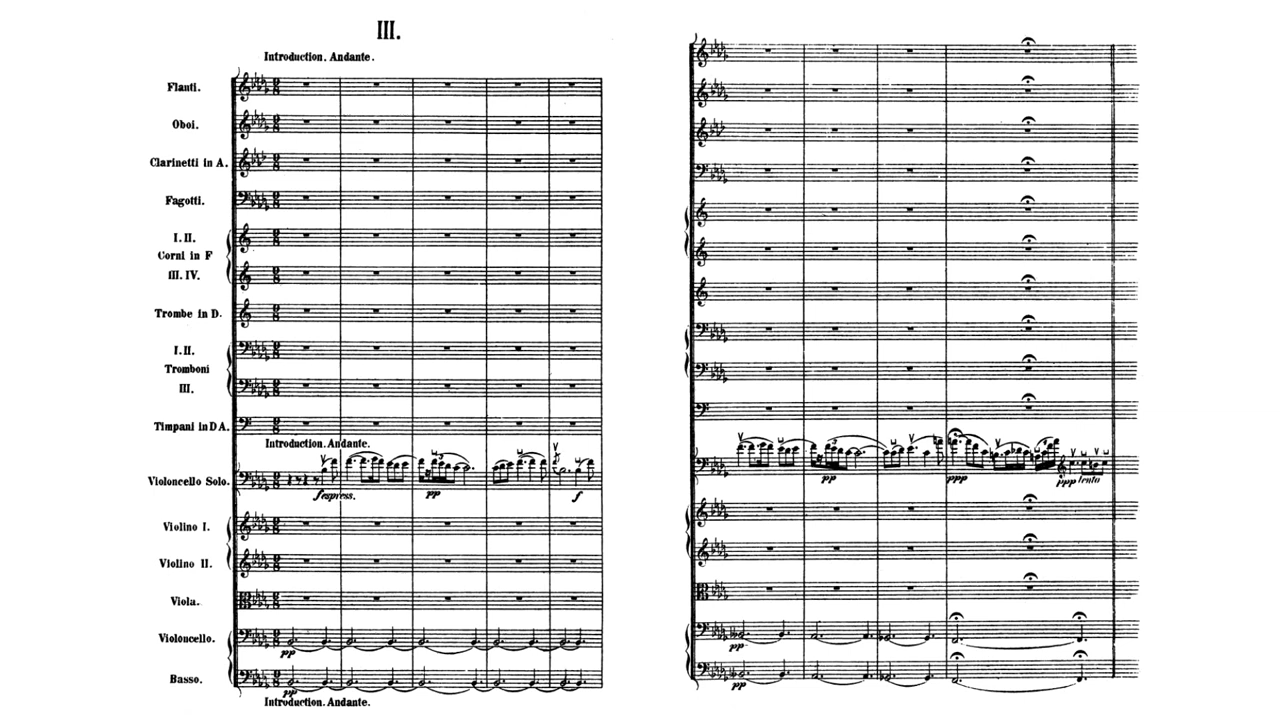 III.
Introduction. Andante.
Flauti.
Oboi.
Clarinetti in A.
Fagotti.
I. II.
Corni in F
III. IV.
Trombe in D.
I. II.
Tromboni
III.
Timpani in D A.
Introduction. Andante.
Violoncello Solo.
f espress.
pp
f
pp
ppp
ppp lento
Violino I.
Violino II.
Viola.
Violoncello.
pp
pp
Basso.
pp
pp
Introduction. Andante.